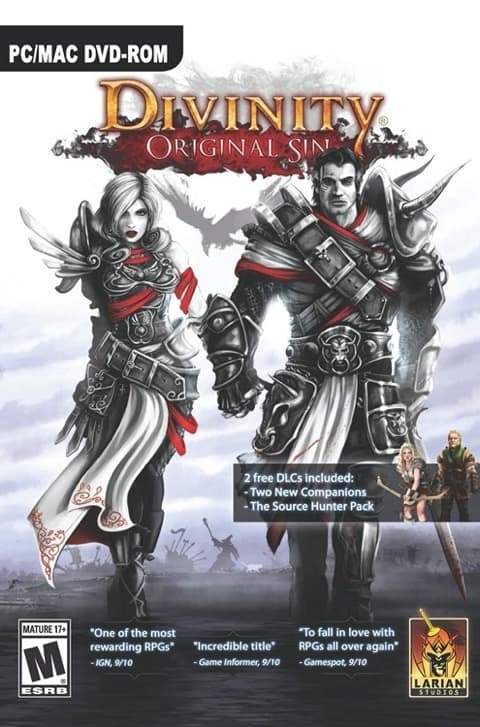 PC/MAC DVD-ROM
DIVINITY®
ORIGINAL SIN
2 free DLCs included:
- Two New Companions
- The Source Hunter Pack
MATURE 17+
M
ESRB
"One of the most
rewarding RPGs"
- IGN, 9/10
"Incredible title"
- Game Informer, 9/10
"To fall in love with
RPGs all over again"
- Gamespot, 9/10
LARIAN
STUDIOS